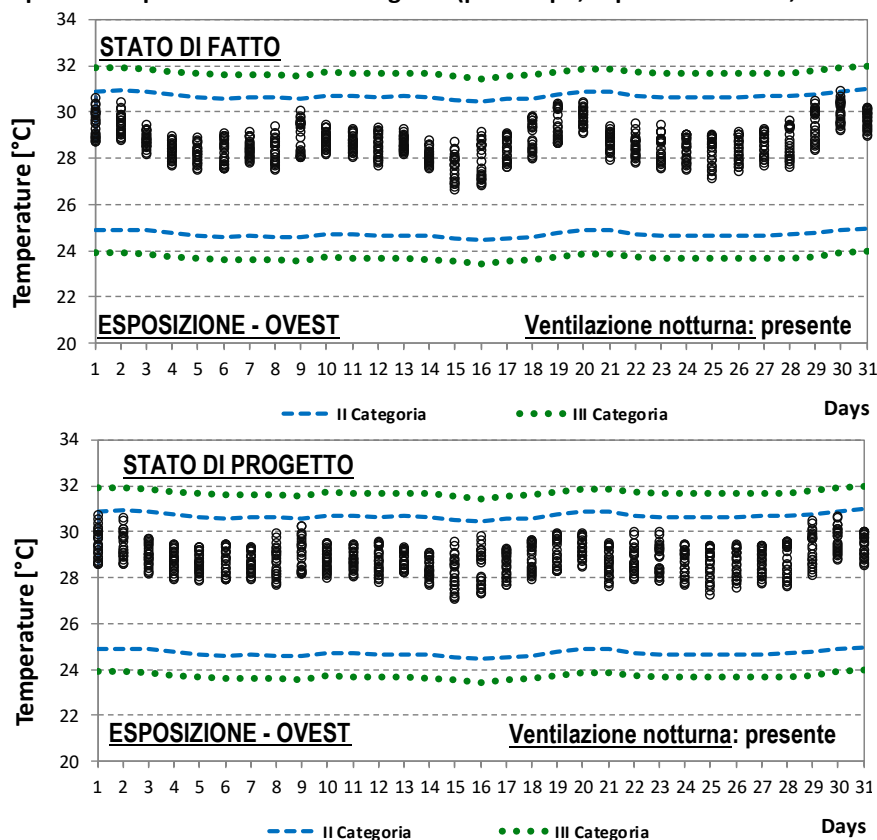 34
STATO DI FATTO
32
30
28
26
24
22
20
Temperature [°C]
ESPOSIZIONE - OVEST Ventilazione notturna: presente
1 2 3 4 5 6 7 8 9 10 11 12 13 14 15 16 17 18 19 20 21 22 23 24 25 26 27 28 29 30 31
II Categoria III Categoria Days
34
STATO DI PROGETTO
32
30
28
26
24
22
20
Temperature [°C]
ESPOSIZIONE - OVEST Ventilazione notturna: presente
1 2 3 4 5 6 7 8 9 10 11 12 13 14 15 16 17 18 19 20 21 22 23 24 25 26 27 28 29 30 31
II Categoria III Categoria Days